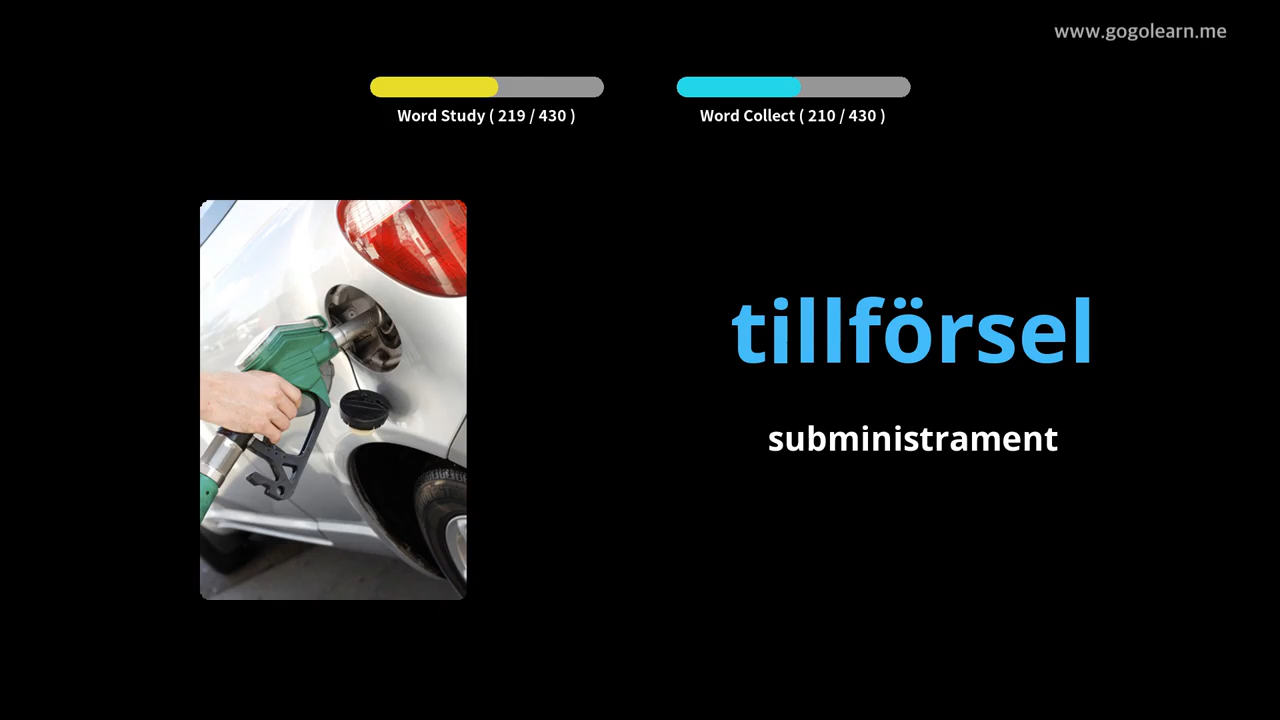 www.gogolearn.me
Word Study ( 219 / 430 )
Word Collect ( 210 / 430 )
tillförsel
subministrament